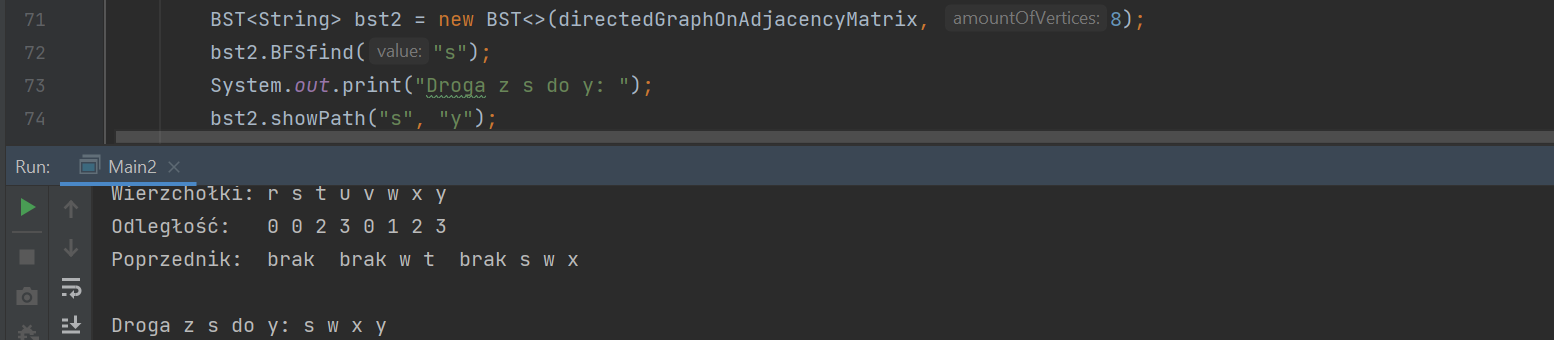 71 BST<String> bst2 = new BST<>(directedGraphOnAdjacencyMatrix, amountOfVertices: 8);
72 bst2.BFSfind( value: "s");
73 System.out.print("Droga z s do y: ");
74 bst2.showPath("s", "y");
Run: Main2
Wierzchołki: r s t u v w x y
Odległość: 0 0 2 3 0 1 2 3
Poprzednik: brak brak w t brak s w x
Droga z s do y: s w x y